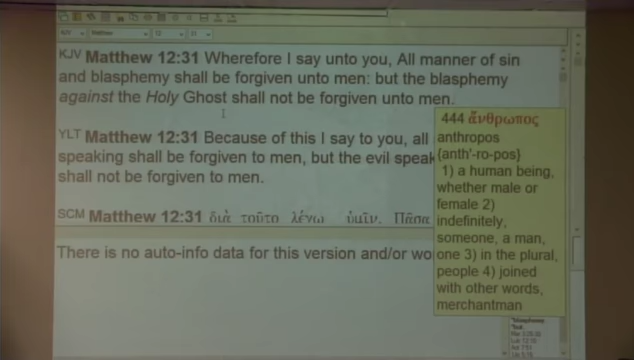 KJV Matthew 12:31 Wherefore I say unto you, All manner of sin
and blasphemy shall be forgiven unto men: but the blasphemy
against the Holy Ghost shall not be forgiven unto men.
YLT Matthew 12:31 Because of this I say to you, all
speaking shall be forgiven to men, but the evil speak
shall not be forgiven to men.
SCM Matthew 12:31 διὰ τοῦτο λέγω ὑμῖν, Πᾶσα
There is no auto-info data for this version and/or wo
444 ἄνθρωπος
anthropos
{anth'-ro-pos}
1) a human being,
whether male or
female 2)
indefinitely,
someone, a man,
one 3) in the plural,
people 4) joined
with other words,
merchantman